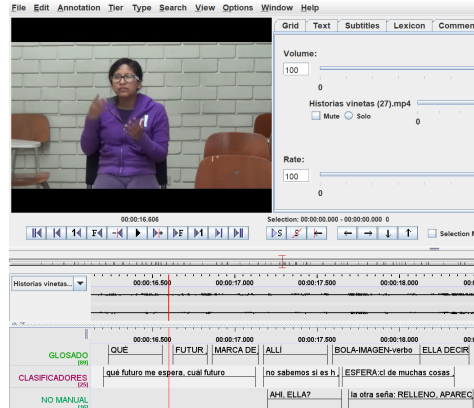 File Edit Annotation Tier Type Search View Options Window Help
Grid Text Subtitles Lexicon Commen
Volume:
100
0
Historias vinetas (27).mp4
Mute Solo
0
Rate:
100
0
00:00:16.606
Selection: 00:00:00.000 - 00:00:00.000 0
Selection M
Historias vinetas...
00:00:16.500 00:00:17.000 00:00:17.500 00:00:18.000
00:00:16.500 00:00:17.000 00:00:17.500 00:00:18.000
GLOSADO
[89]
QUÉ FUTUR MARCA DE ALLÍ BOLA-IMAGEN-verbo ELLA DECIR
CLASIFICADORES
[25]
qué futuro me espera, cuál futuro no sabemos si es h ESFERA:cl de muchas cosas
NO MANUAL
AHI, ELLA? la otra seña: RELLENO, APAREC